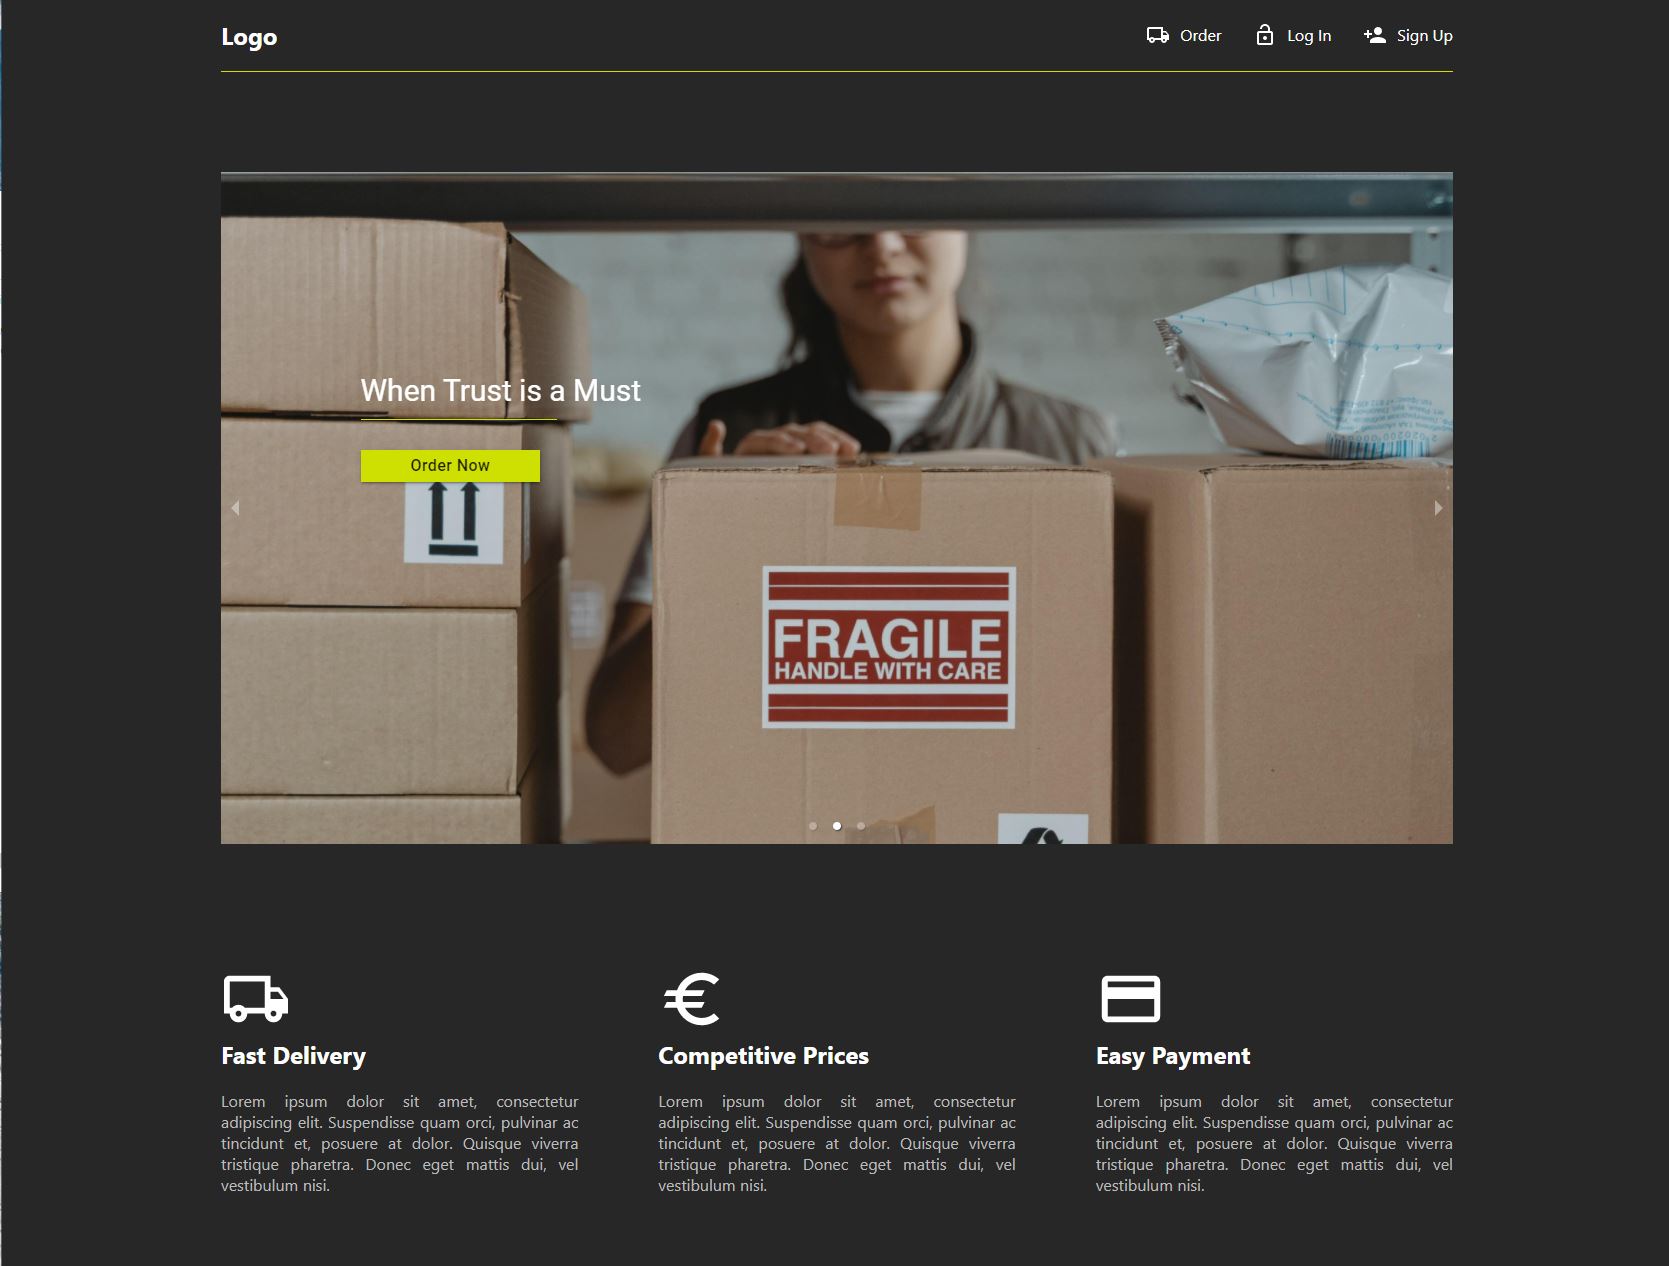 Logo
Order
Log In
Sign Up
When Trust is a Must
Order Now
FRAGILE
HANDLE WITH CARE
Fast Delivery
Lorem ipsum dolor sit amet, consectetur
adipiscing elit. Suspendisse quam orci, pulvinar ac
tincidunt et, posuere at dolor. Quisque viverra
tristique pharetra. Donec eget mattis dui, vel
vestibulum nisi.
Competitive Prices
Lorem ipsum dolor sit amet, consectetur
adipiscing elit. Suspendisse quam orci, pulvinar ac
tincidunt et, posuere at dolor. Quisque viverra
tristique pharetra. Donec eget mattis dui, vel
vestibulum nisi.
Easy Payment
Lorem ipsum dolor sit amet, consectetur
adipiscing elit. Suspendisse quam orci, pulvinar ac
tincidunt et, posuere at dolor. Quisque viverra
tristique pharetra. Donec eget mattis dui, vel
vestibulum nisi.